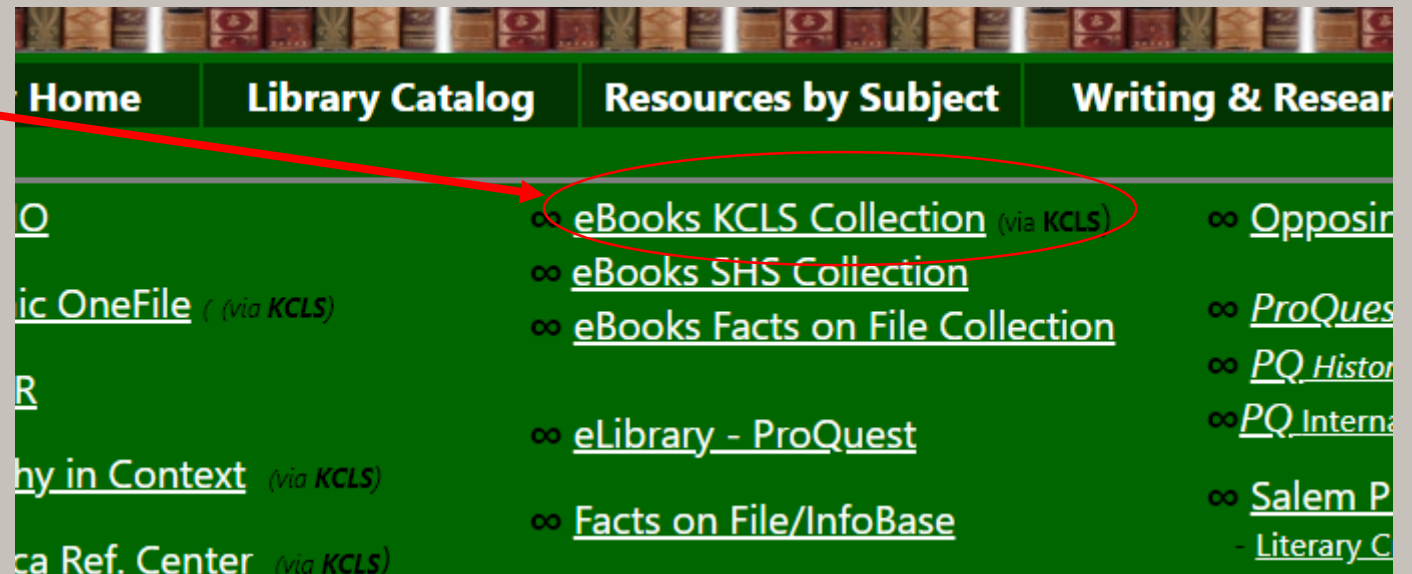 Home Library Catalog Resources by Subject Writing & Resear
IO
∞ eBooks KCLS Collection (via KCLS)
∞ Opposin
∞ eBooks SHS Collection
ic OneFile ( (via KCLS)
∞ eBooks Facts on File Collection
∞ ProQues
R
∞ PQ Histor
∞ eLibrary - ProQuest
∞PQ Interna
hy in Context (via KCLS)
∞ Facts on File/InfoBase
∞ Salem P
ca Ref. Center (via KCLS)
- Literary C